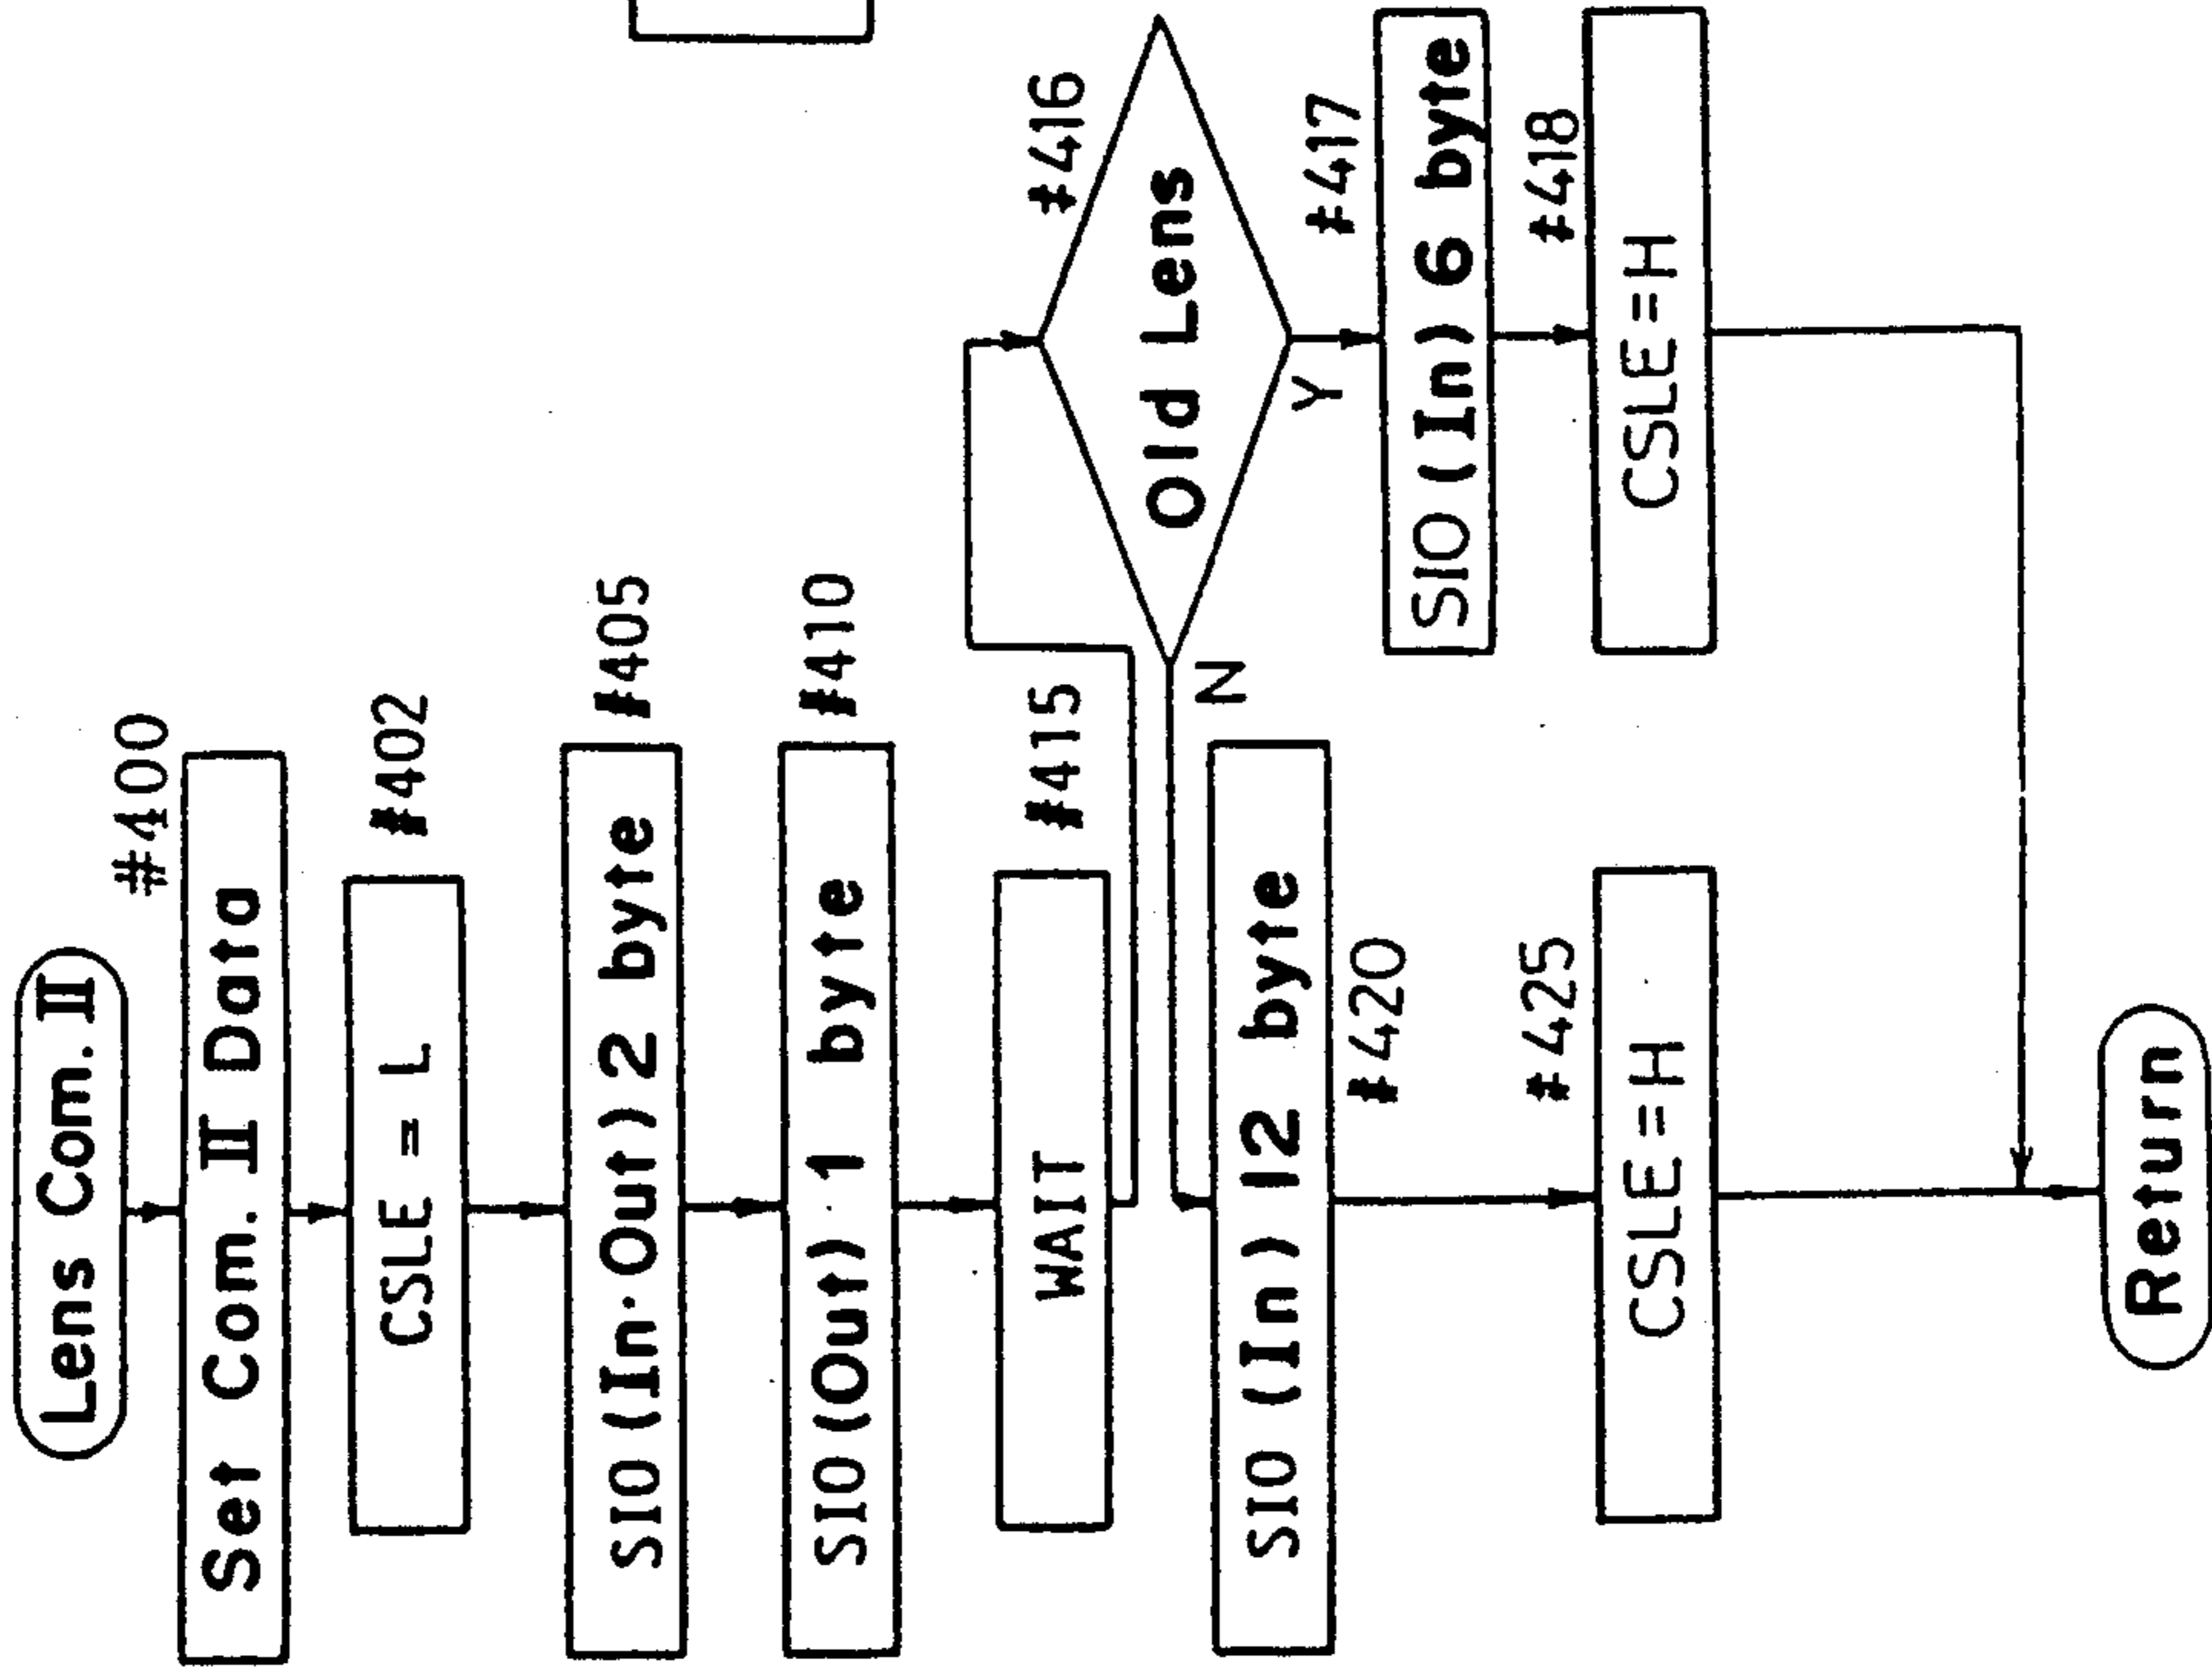 Lens Com. II
#400
Set Com. II Data
#402
CSLE = L
#405
SIO (In·Out) 2 byte
#410
SIO (Out) 1 byte
#415
WAIT
#416
Old Lens
N
Y
#417
SIO (In) 6 byte
#418
CSLE = H
SIO (In) 12 byte
#420
#425
CSLE = H
Return